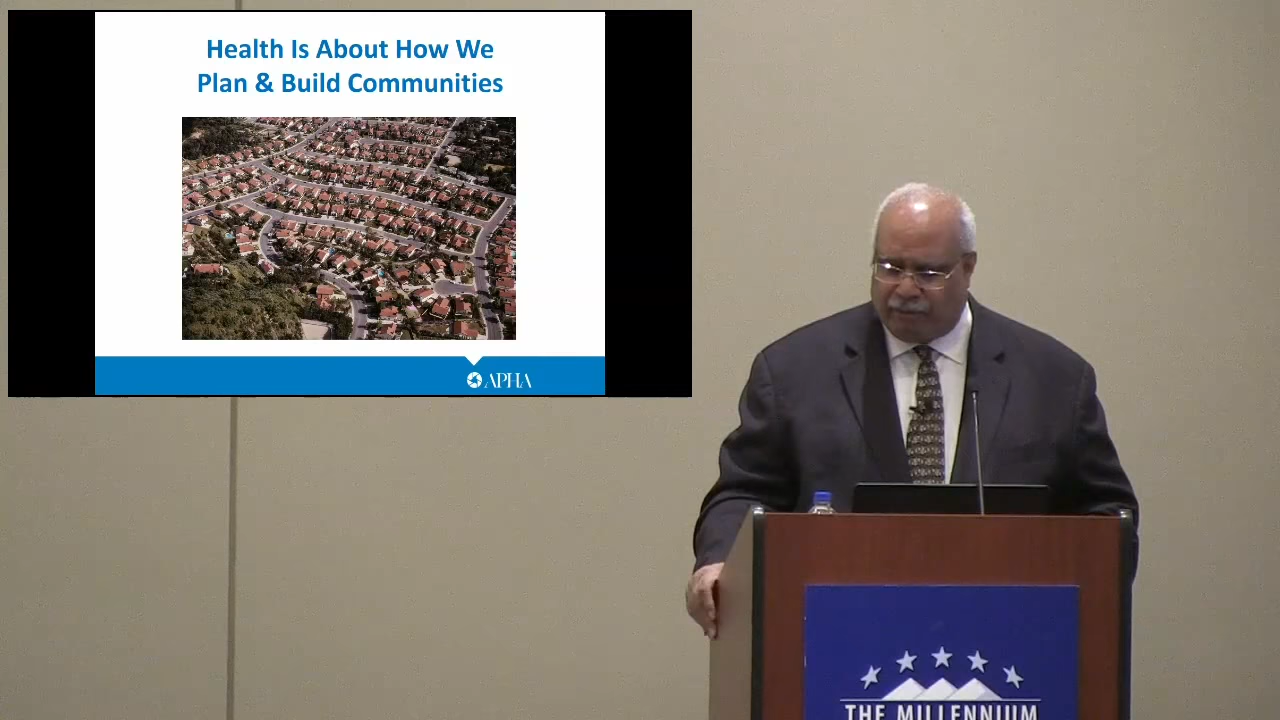 Health Is About How We
Plan & Build Communities
APHA
THE MILLENNIUM